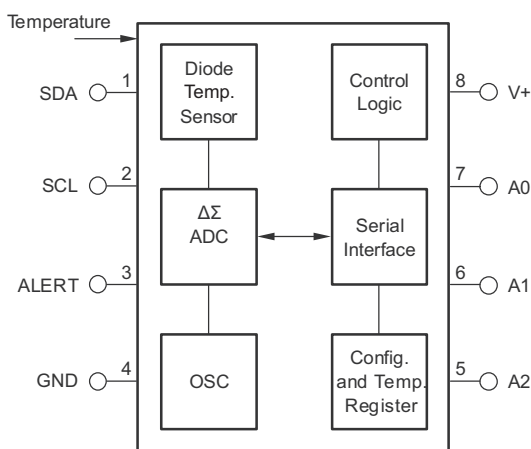 Temperature
Diode
Temp.
Sensor
Control
Logic
SDA
1
8
V+
SCL
2
7
A0
ΔΣ
ADC
Serial
Interface
ALERT
3
6
A1
GND
4
OSC
Config.
and Temp.
Register
5
A2